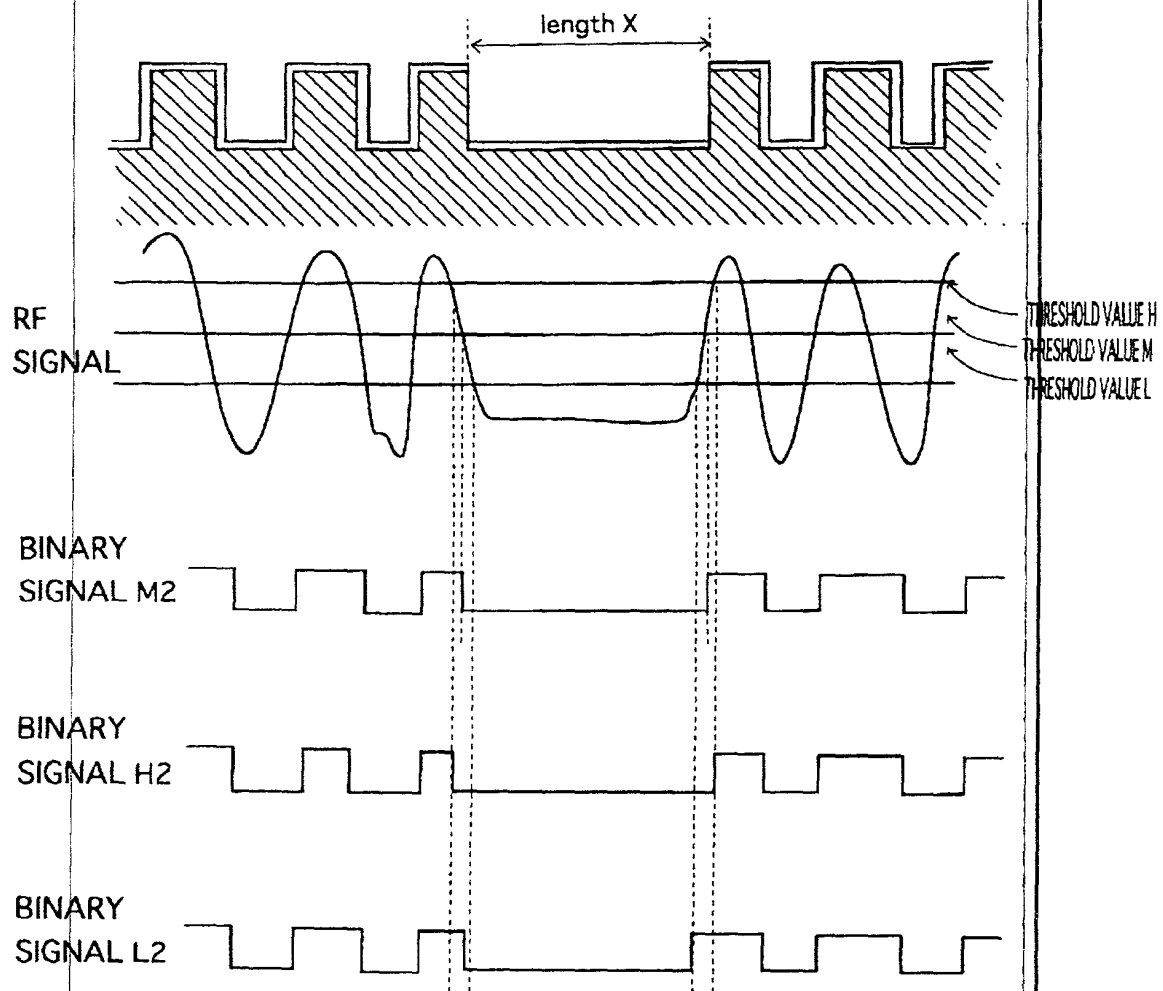 length X
RF
SIGNAL
THRESHOLD VALUE H
THRESHOLD VALUE M
THRESHOLD VALUE L
BINARY
SIGNAL M2
BINARY
SIGNAL H2
BINARY
SIGNAL L2